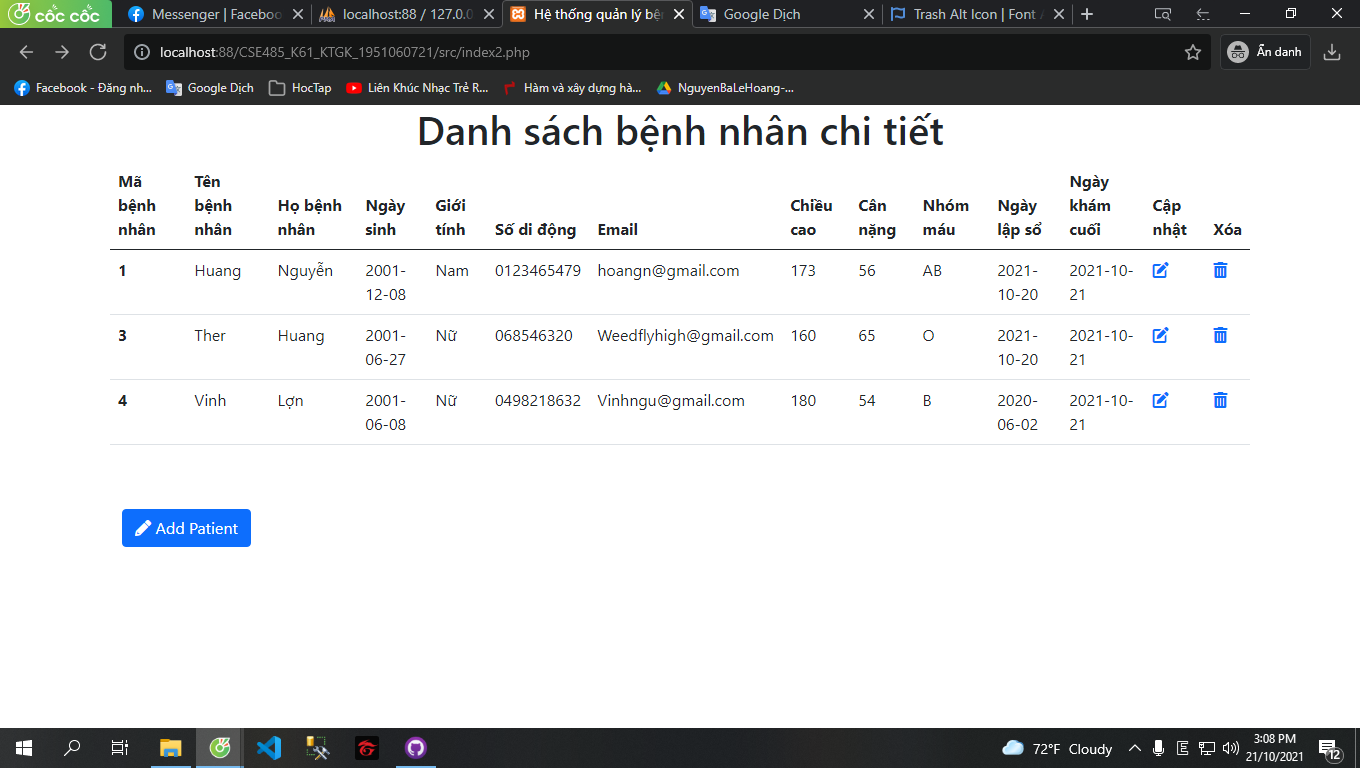 cốc cốc
Messenger | Faceboo
localhost:88 / 127.0.0
Hệ thống quản lý bệ
Google Dịch
Trash Alt Icon | Font A
localhost:88/CSE485_K61_KTGK_1951060721/src/index2.php
Ẩn danh
Facebook - Đăng nh...
Google Dịch
HocTap
Liên Khúc Nhạc Trẻ R...
Hàm và xây dựng hà...
NguyenBaLeHoang-...
Danh sách bệnh nhân chi tiết
Mã bệnh nhân
Tên bệnh nhân
Họ bệnh nhân
Ngày sinh
Giới tính
Số di động
Email
Chiều cao
Cân nặng
Nhóm máu
Ngày lập sổ
Ngày khám cuối
Cập nhật
Xóa
1 Huang Nguyễn 2001-12-08 Nam 0123465479 hoangn@gmail.com 173 56 AB 2021-10-20 2021-10-21
3 Ther Huang 2001-06-27 Nữ 068546320 Weedflyhigh@gmail.com 160 65 O 2021-10-20 2021-10-21
4 Vinh Lợn 2001-06-08 Nữ 0498218632 Vinhngu@gmail.com 180 54 B 2020-06-02 2021-10-21
Add Patient
72°F Cloudy
E
3:08 PM
21/10/2021
12